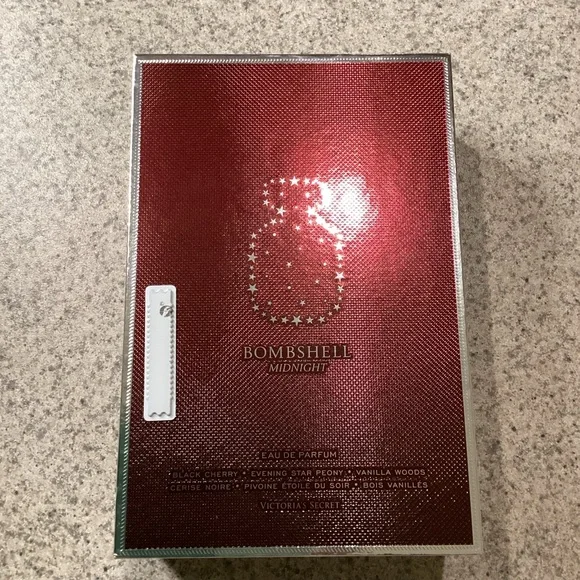 BOMBSHELL
MIDNIGHT
EAU DE PARFUM
BLACK CHERRY • EVENING STAR PEONY • VANILLA WOODS
CERISE NOIRE • PIVOINE ÉTOILE DU SOIR • BOIS VANILLÉS
VICTORIA'S SECRET